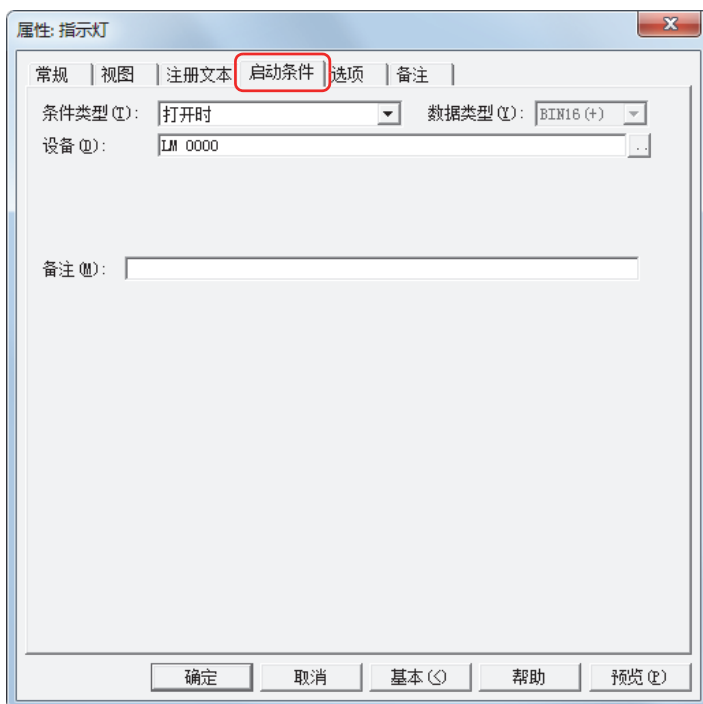 属性: 指示灯
常规 视图 注册文本 启动条件 选项 备注
条件类型(T): 打开时 数据类型(Y): BIN16(+)
设备(D): LM 0000 ..
备注(M):
确定 取消 基本(<) 帮助 预览(P)